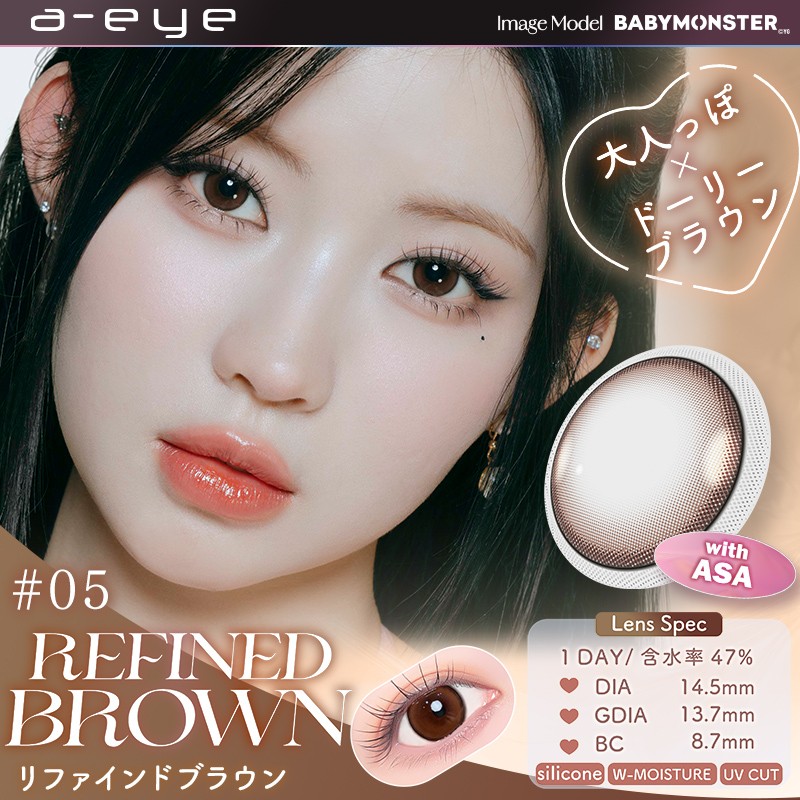 a-eye
Image Model BABYMONSTER ©YG
大人っぽ
×
ドーリー
ブラウン
with
ASA
#05
REFINED
BROWN
リファインドブラウン
Lens Spec
1 DAY/ 含水率 47%
DIA 14.5mm
GDIA 13.7mm
BC 8.7mm
silicone W-MOISTURE UV CUT